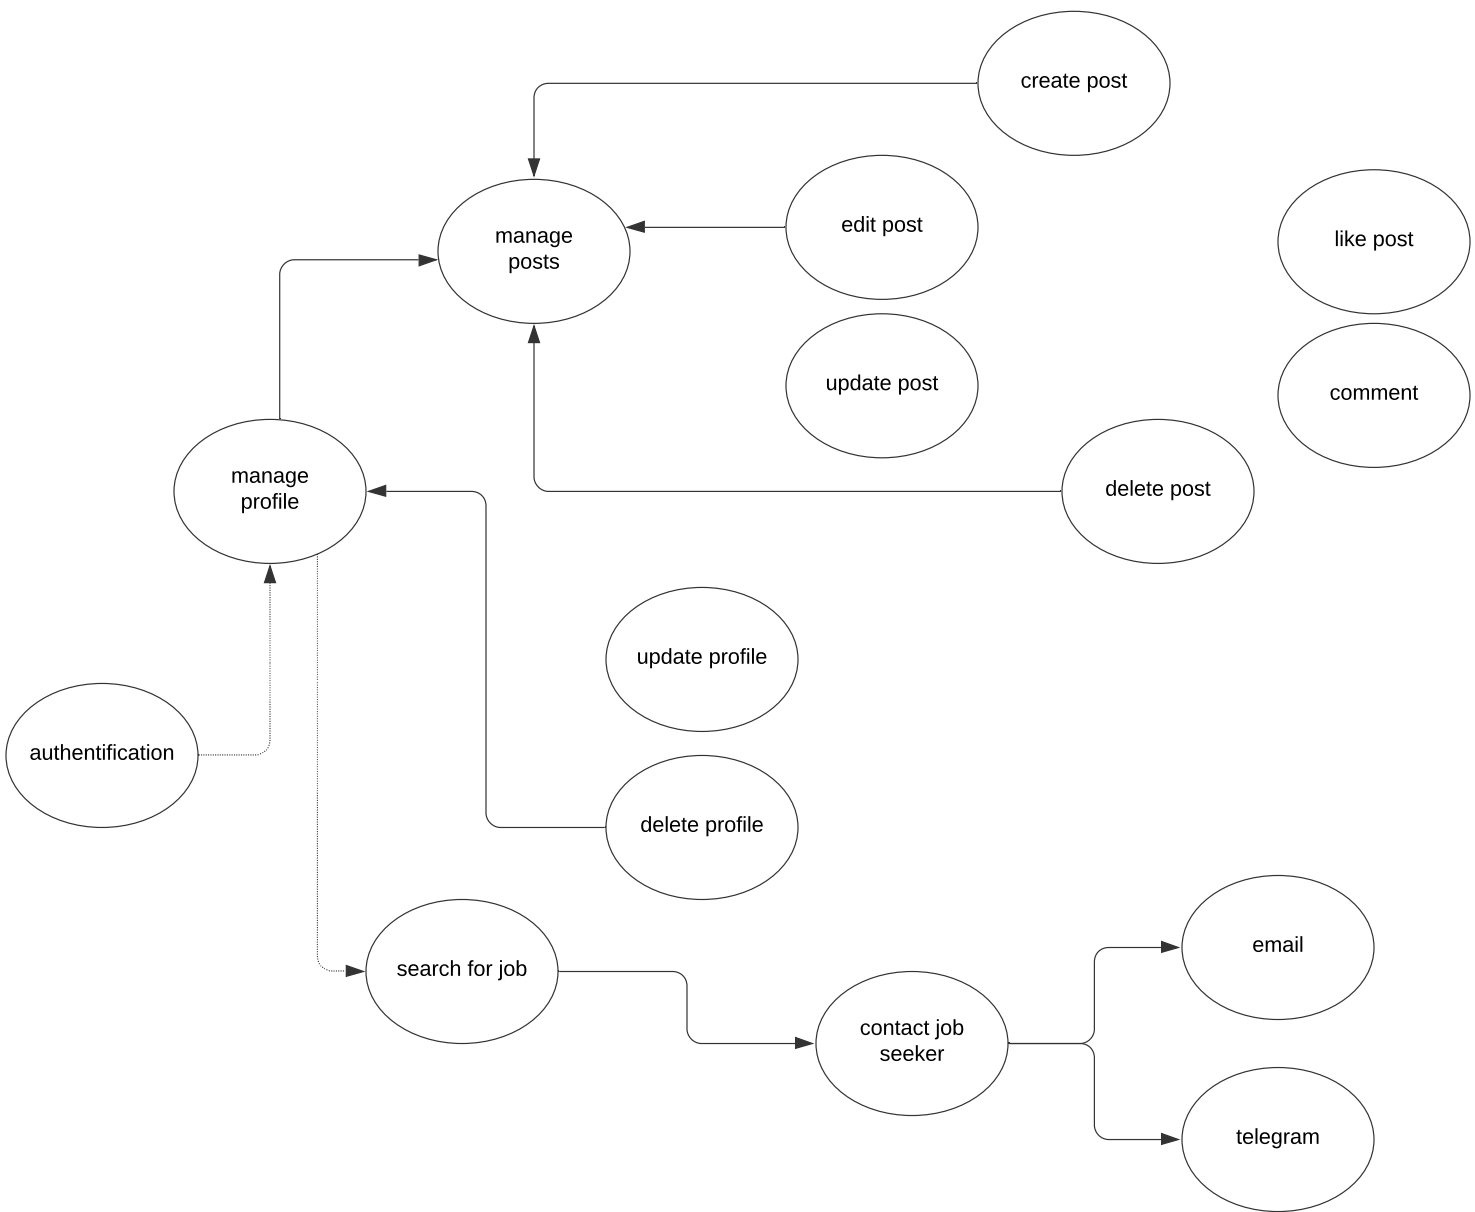 create post
edit post
like post
manage
posts
update post
comment
manage
profile
delete post
update profile
authentification
delete profile
search for job
email
contact job
seeker
telegram